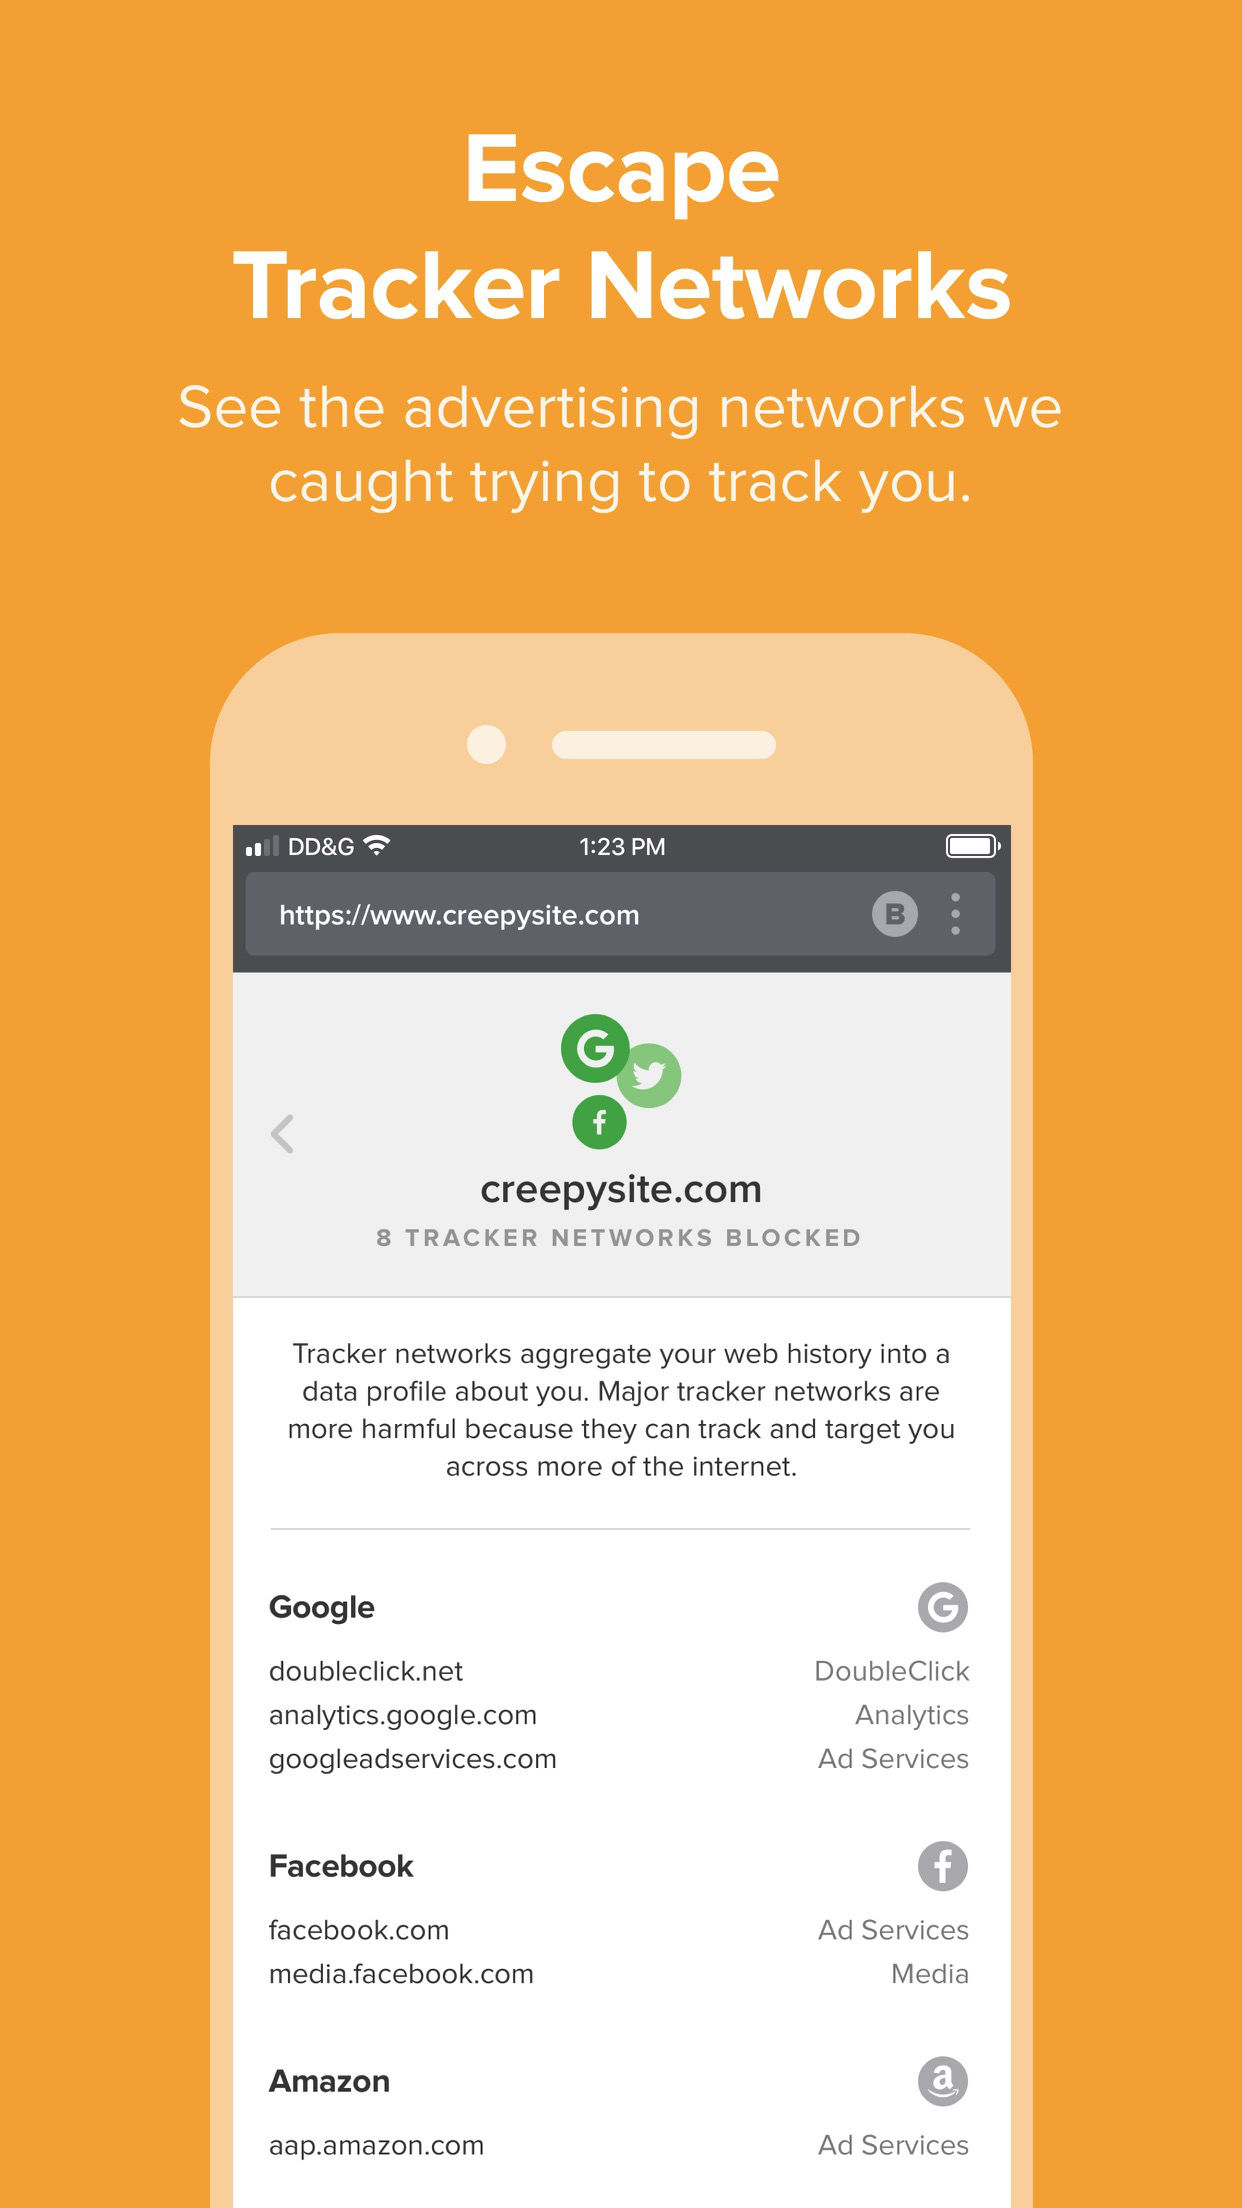 Escape
Tracker Networks
See the advertising networks we
caught trying to track you.
DD&G 1:23 PM
https://www.creepysite.com B
G
f
creepysite.com
8 TRACKER NETWORKS BLOCKED
Tracker networks aggregate your web history into a
data profile about you. Major tracker networks are
more harmful because they can track and target you
across more of the internet.
Google G
doubleclick.net DoubleClick
analytics.google.com Analytics
googleadservices.com Ad Services
Facebook f
facebook.com Ad Services
media.facebook.com Media
Amazon a
aap.amazon.com Ad Services